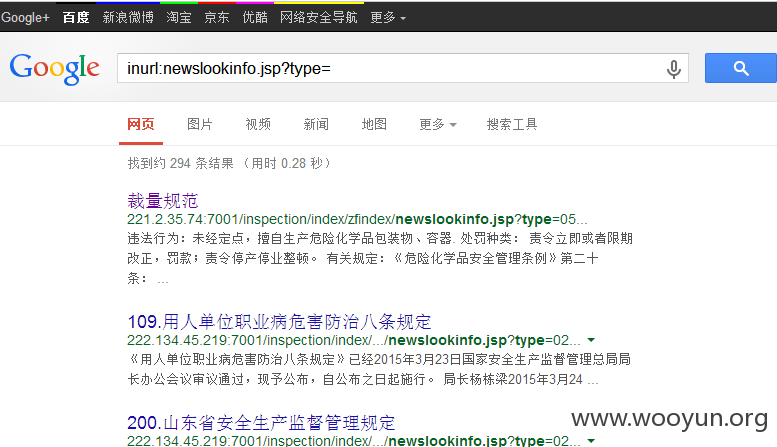 Google+ 百度 新浪微博 淘宝 京东 优酷 网络安全导航 更多
Google inurl:newslookinfo.jsp?type=
网页 图片 视频 新闻 地图 更多 搜索工具
找到约 294 条结果 （用时 0.28 秒）
裁量规范
221.2.35.74:7001/inspection/index/zfindex/newslookinfo.jsp?type=05...
违法行为：未经定点，擅自生产危险化学品包装物、容器. 处罚种类： 责令立即或者限期
改正，罚款；责令停产停业整顿。 有关规定：《危险化学品安全管理条例》第二十
条： ...
109.用人单位职业病危害防治八条规定
222.134.45.219:7001/inspection/index/.../newslookinfo.jsp?type=02...
《用人单位职业病危害防治八条规定》已经2015年3月23日国家安全生产监督管理总局局
长办公会议审议通过，现予公布，自公布之日起施行。 局长杨栋梁2015年3月24 ...
200.山东省安全生产监督管理规定
222.134.45.219:7001/inspection/index/.../newslookinfo.jsp?type=02...
www.wooyun.org